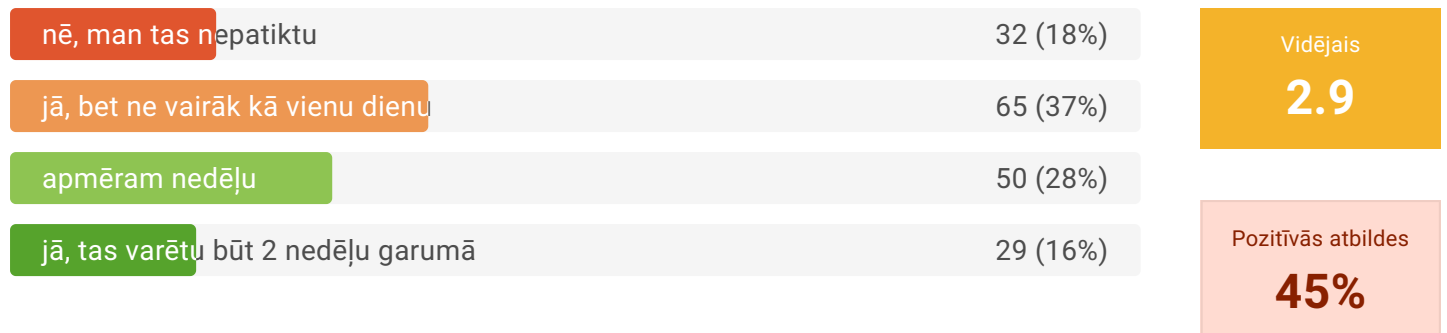 nē, man tas nepatiktu 32 (18%)
jā, bet ne vairāk kā vienu dienu 65 (37%)
apmēram nedēļu 50 (28%)
jā, tas varētu būt 2 nedēļu garumā 29 (16%)
Vidējais
2.9
Pozitīvās atbildes
45%